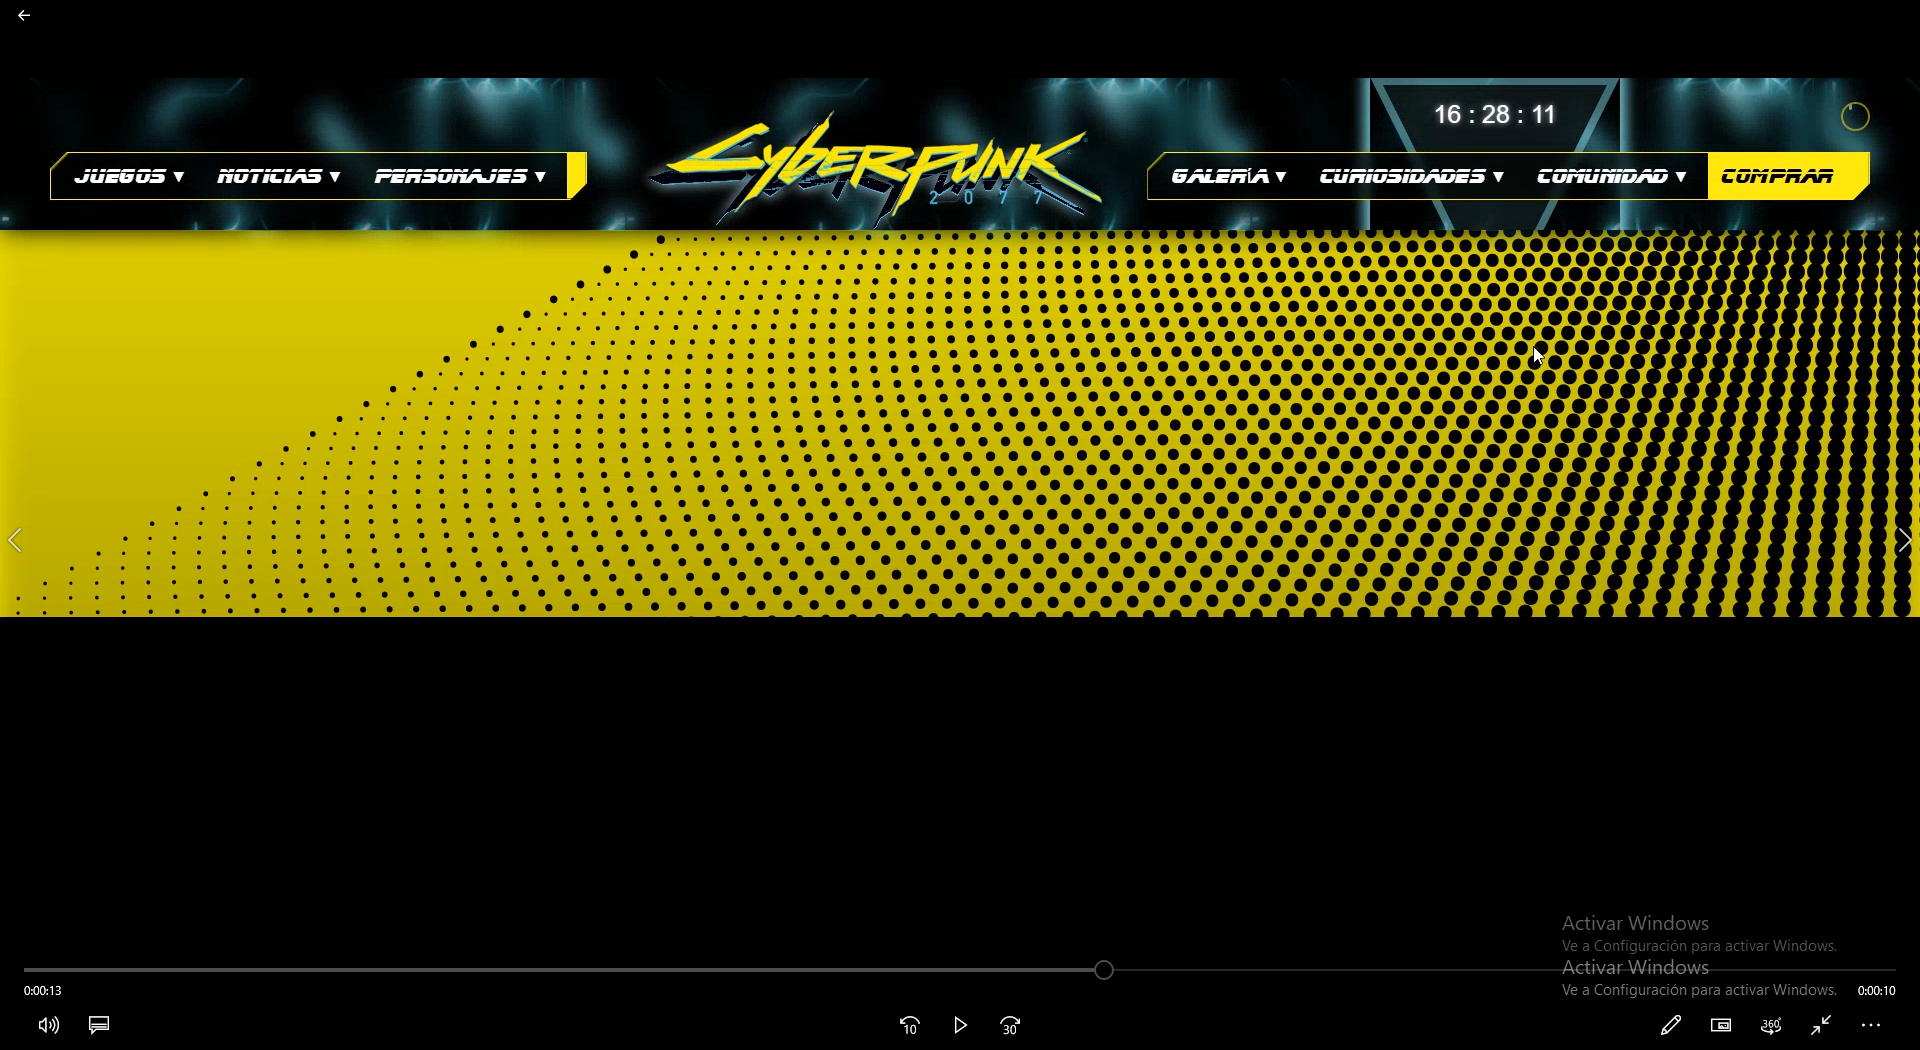 16 : 28 : 11
JUEGOS ▼ NOTICIAS ▼ PERSONAJES ▼
CYBERPUNK
2077
GALERÍA ▼ CURIOSIDADES ▼ COMUNIDAD ▼ COMPRAR
Activar Windows
Ve a Configuración para activar Windows.
Activar Windows
Ve a Configuración para activar Windows.
0:00:13
0:00:10
10
30
360°